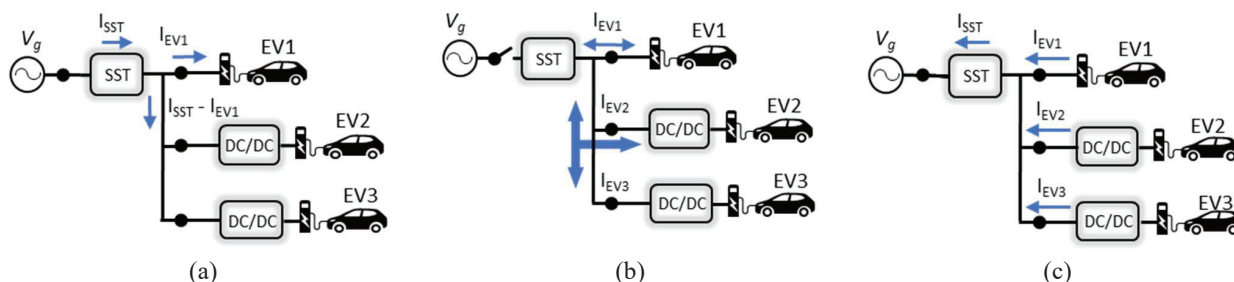 I_SST
I_EV1
V_g
EV1
SST
I_SST - I_EV1
EV2
DC/DC
EV3
DC/DC
(a)
V_g
I_EV1
EV1
SST
I_EV2
EV2
DC/DC
I_EV3
EV3
DC/DC
(b)
I_SST
V_g
I_EV1
EV1
SST
I_EV2
EV2
DC/DC
I_EV3
EV3
DC/DC
(c)